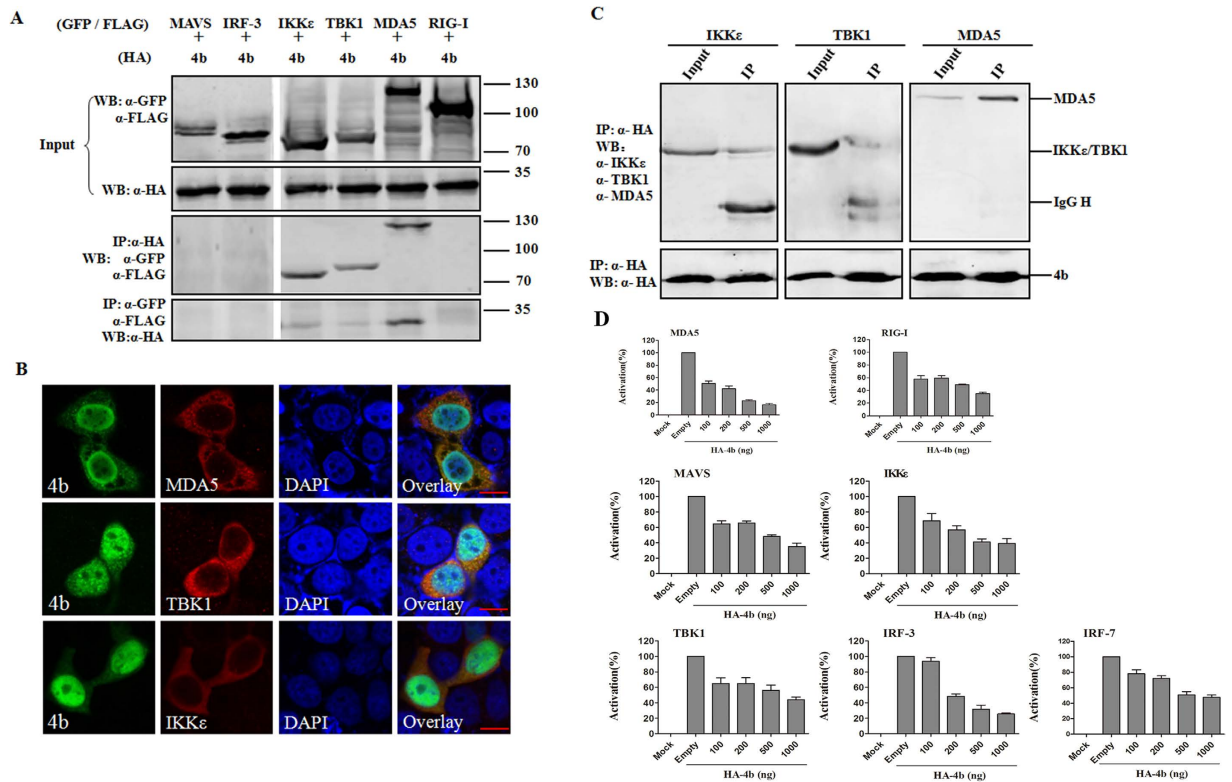 A
(GFP / FLAG) MAVS IRF-3 IKKε TBK1 MDA5 RIG-I
+ + + + + +
(HA) 4b 4b 4b 4b 4b 4b
Input
WB: α-GFP
α-FLAG
130
100
70
WB: α-HA
35
IP:α-HA
WB: α-GFP
α-FLAG
130
100
70
IP: α-GFP
α-FLAG
WB:α-HA
35
B
4b MDA5 DAPI Overlay
4b TBK1 DAPI Overlay
4b IKKε DAPI Overlay
C
IKKε TBK1 MDA5
Input IP Input IP Input IP
IP: α- HA
WB:
α- IKKε
α- TBK1
α- MDA5
MDA5
IKKε/TBK1
IgG H
IP: α- HA
WB: α- HA
4b
D
MDA5
Activation(%)
100
80
60
40
20
0
Mock Empty 100 200 500 1000
HA-4b (ng)
RIG-I
Activation(%)
100
80
60
40
20
0
Mock Empty 100 200 500 1000
HA-4b (ng)
MAVS
Activation(%)
120
100
80
60
40
20
0
Mock Empty 100 200 500 1000
HA-4b (ng)
IKKε
Activation(%)
120
100
80
60
40
20
0
Mock Empty 100 200 500 1000
HA-4b (ng)
TBK1
Activation(%)
120
100
80
60
40
20
0
Mock Empty 100 200 500 1000
HA-4b (ng)
IRF-3
Activation(%)
120
100
80
60
40
20
0
Mock Empty 100 200 500 1000
HA-4b (ng)
IRF-7
Activation(%)
120
100
80
60
40
20
0
Mock Empty 100 200 500 1000
HA-4b (ng)